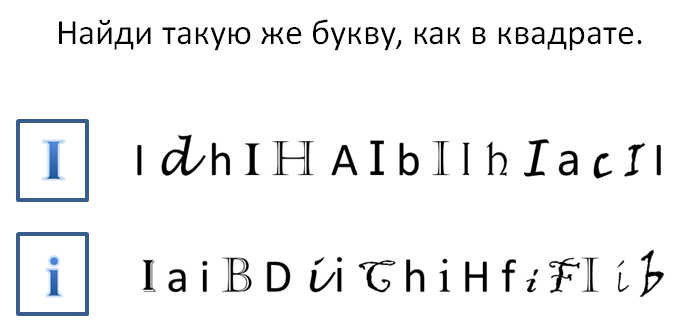 Найди такую же букву, как в квадрате.
I I d h I H A I b I I h I a c I I
i I a i B D i i T h i H f i F I i b